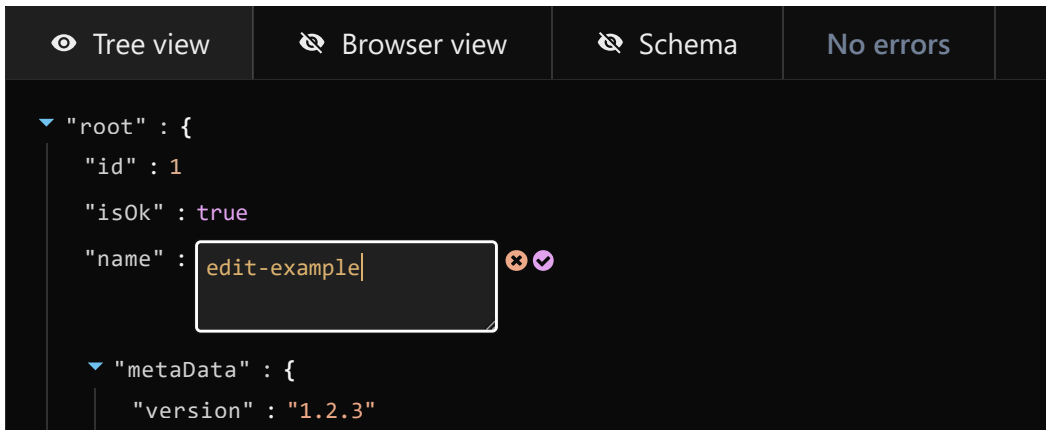 Tree view Browser view Schema No errors
"root" : {
"id" : 1
"isOk" : true
"name" : edit-example
"metaData" : {
"version" : "1.2.3"